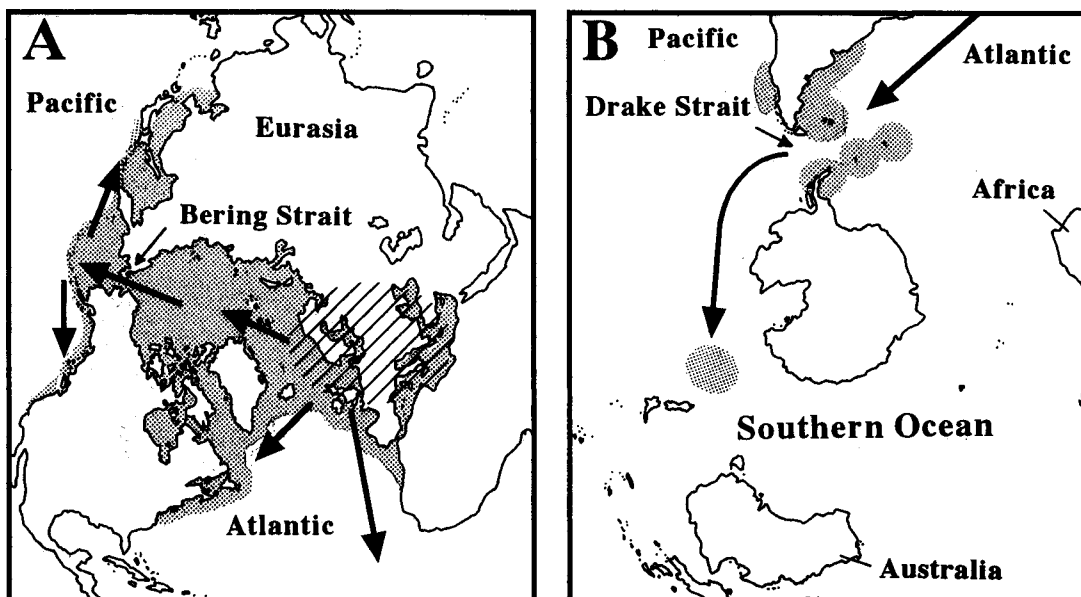 A
Pacific
Eurasia
Bering Strait
Atlantic
B
Pacific
Atlantic
Drake Strait
Africa
Southern Ocean
Australia